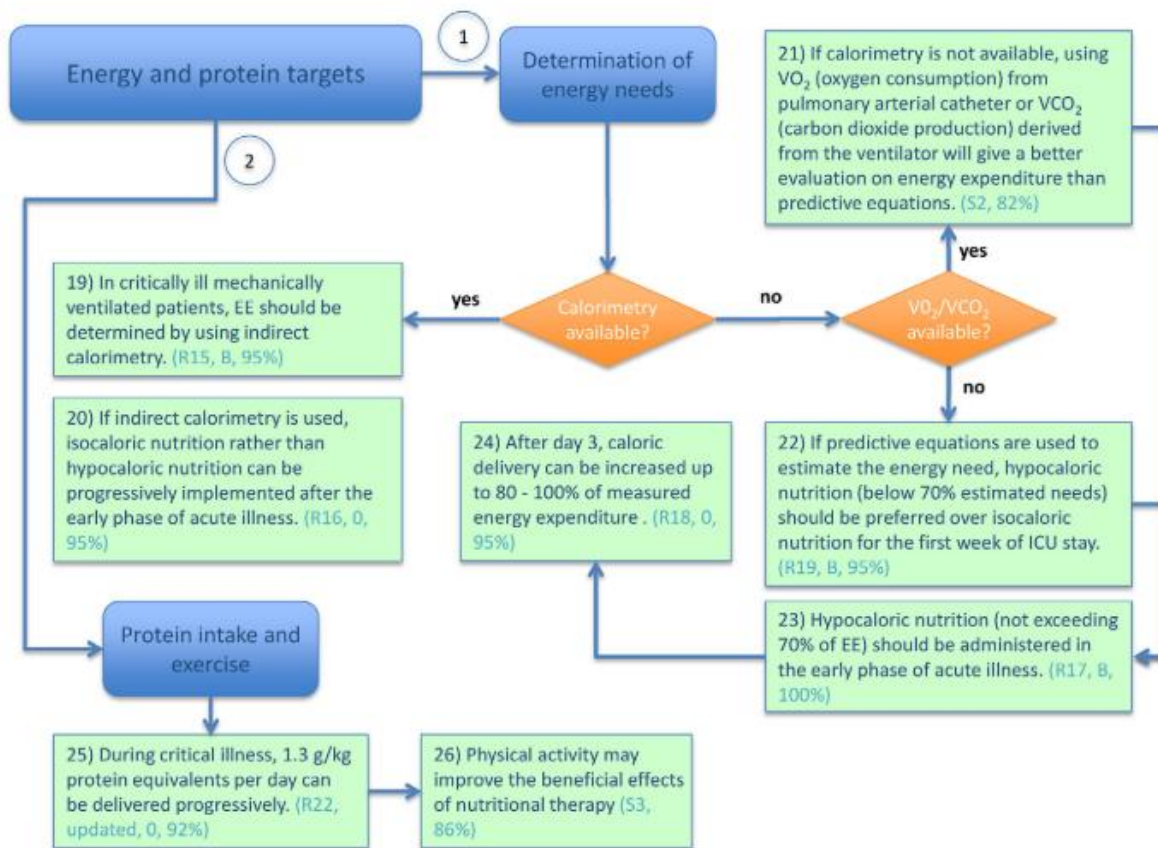 Energy and protein targets
1
Determination of
energy needs
2
21) If calorimetry is not available, using
VO₂ (oxygen consumption) from
pulmonary arterial catheter or VCO₂
(carbon dioxide production) derived
from the ventilator will give a better
evaluation on energy expenditure than
predictive equations. (S2, 82%)
19) In critically ill mechanically
ventilated patients, EE should be
determined by using indirect
calorimetry. (R15, B, 95%)
yes
Calorimetry
available?
no
yes
V0₂/VCO₂
available?
no
20) If indirect calorimetry is used,
isocaloric nutrition rather than
hypocaloric nutrition can be
progressively implemented after the
early phase of acute illness. (R16, 0,
95%)
24) After day 3, caloric
delivery can be increased up
to 80 - 100% of measured
energy expenditure . (R18, 0,
95%)
22) If predictive equations are used to
estimate the energy need, hypocaloric
nutrition (below 70% estimated needs)
should be preferred over isocaloric
nutrition for the first week of ICU stay.
(R19, B, 95%)
23) Hypocaloric nutrition (not exceeding
70% of EE) should be administered in
the early phase of acute illness. (R17, B,
100%)
Protein intake and
exercise
25) During critical illness, 1.3 g/kg
protein equivalents per day can
be delivered progressively. (R22,
updated, 0, 92%)
26) Physical activity may
improve the beneficial effects
of nutritional therapy (S3,
86%)